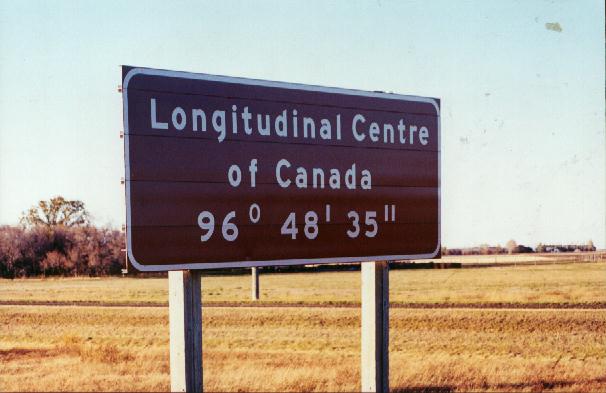 Longitudinal Centre
of Canada
96° 48' 35"